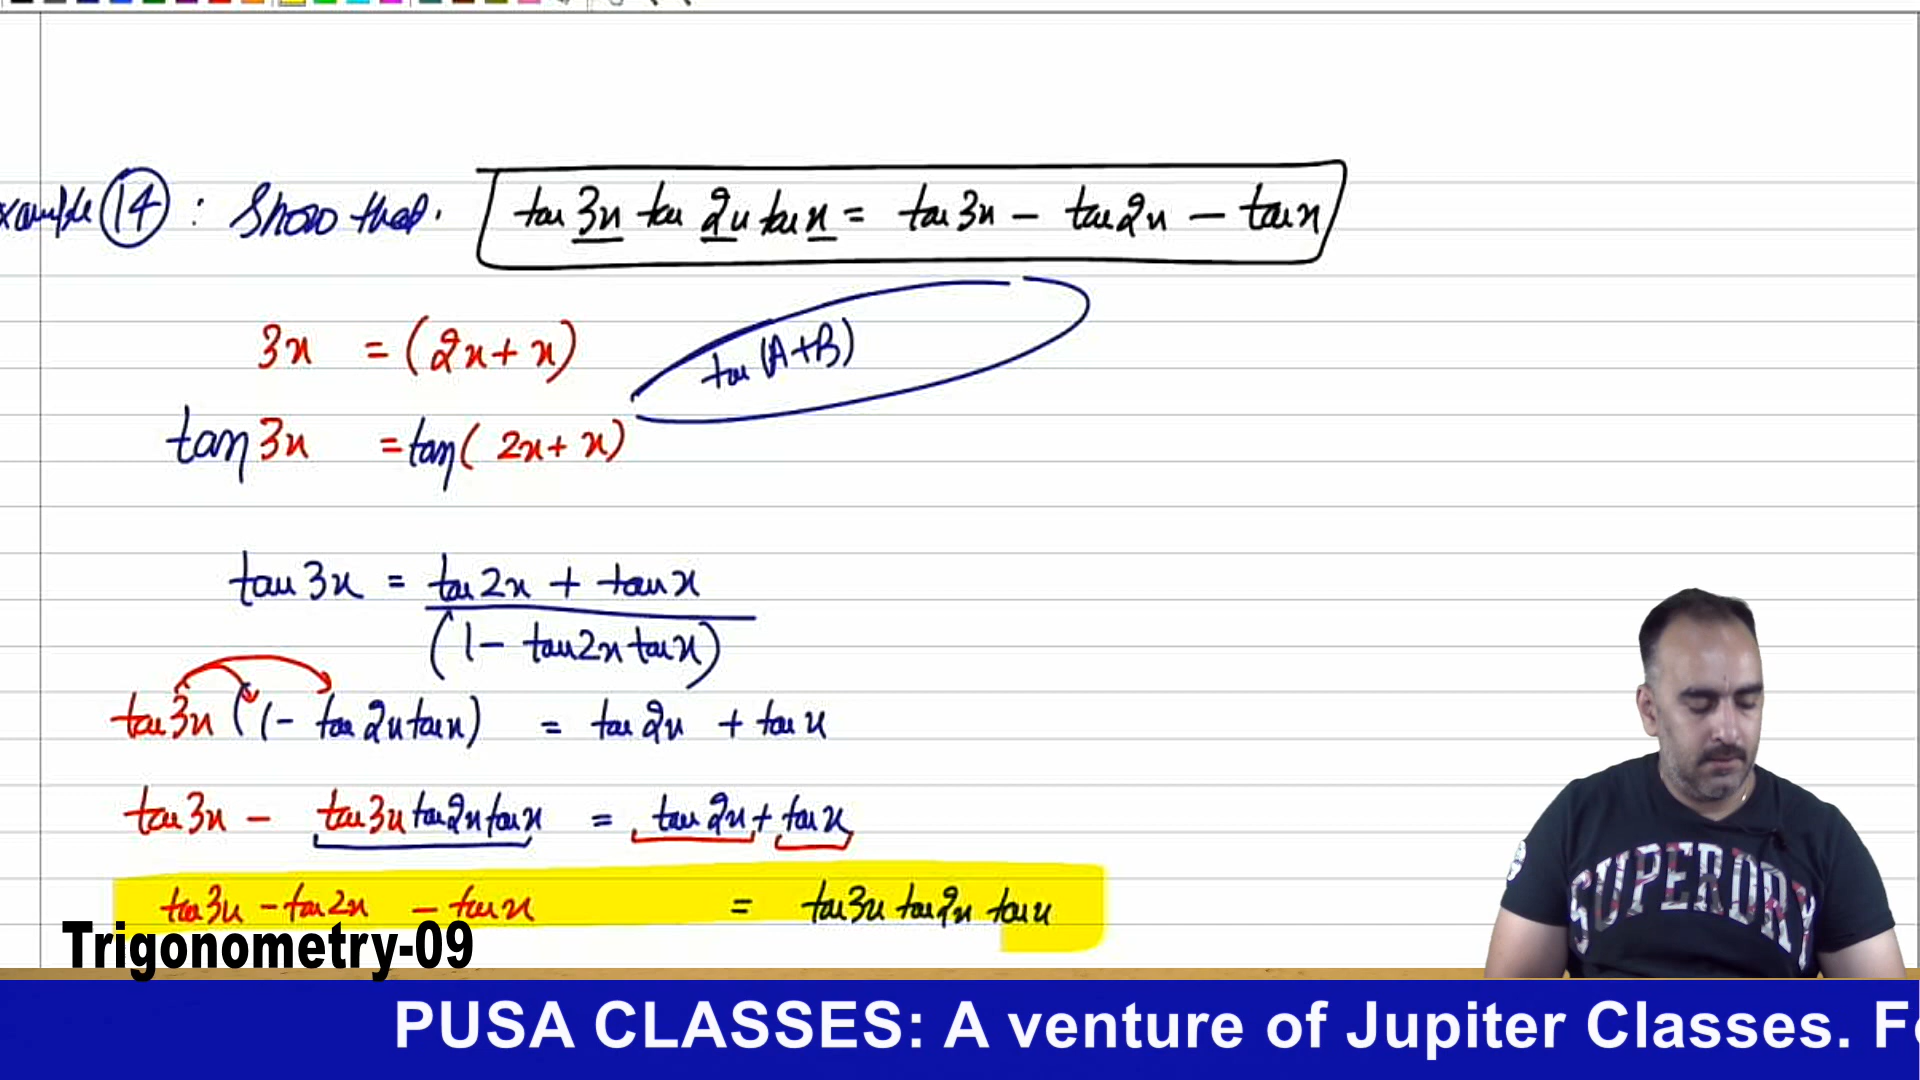 xample 14 : Show that. tan 3x tan 2x tan x = tan 3x - tan 2x - tan x
3x = (2x + x)
tan (A+B)
tan 3x = tan (2x + x)
tan 3x = tan 2x + tan x
(1 - tan 2x tan x)
tan 3x (1 - tan 2x tan x) = tan 2x + tan x
tan 3x - tan 3x tan 2x tan x = tan 2x + tan x
tan 3x - tan 2x - tan x = tan 3x tan 2x tan x
Trigonometry-09
SUPERDRY
PUSA CLASSES: A venture of Jupiter Classes. F